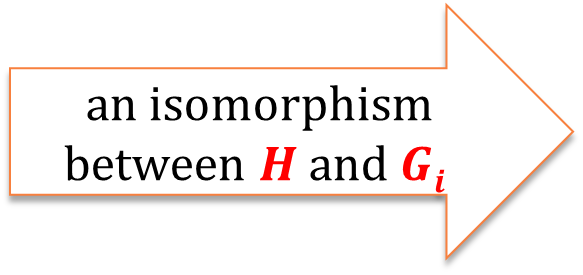 an isomorphism
between H and Gᵢ